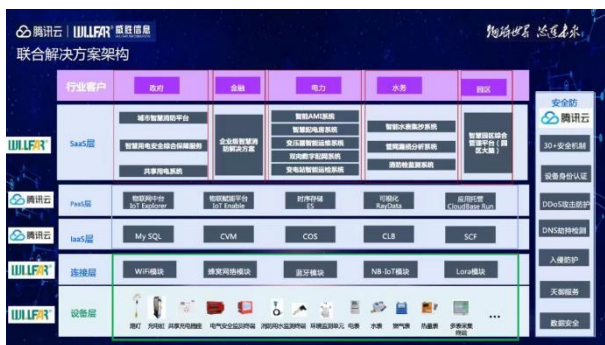 腾讯云 | WILLFAR 威胜信息
物联世界 芯连未来
联合解决方案架构
行业客户 政府 金融 电力 水务 园区
安全防
腾讯云
WILLFAR
SaaS层
城市智慧消防平台
智慧用电安全综合保障服务
共享用电系统
企业级智慧消防解决方案
智能AMI系统
智慧配电房系统
变压器智能运维系统
双向数字配网系统
变电站智能运检系统
智能水表集抄系统
管网漏损分析系统
消防栓监测系统
智慧园区综合
管理平台(园
区大脑)
30+安全机制
设备身份认证
DDoS攻击防护
DNS劫持检测
入侵防护
天御服务
数据安全
腾讯云 PaaS层
物联网中台
IoT Explorer
物联赋能平台
IoT Enable
时序存储
ES
可视化
RayData
应用托管
CloudBase Run
腾讯云 IaaS层 My SQL CVM COS CLB SCF
WILLFAR 连接层 WiFi模块 蜂窝网络模块 蓝牙模块 NB-IoT模块 Lora模块
WILLFAR 设备层
路灯 充电桩 共享充电插座 电气安全监测终端 消防用水监测终端 环境监测单元 电表 水表 燃气表 热量表 多表采集
终端
...